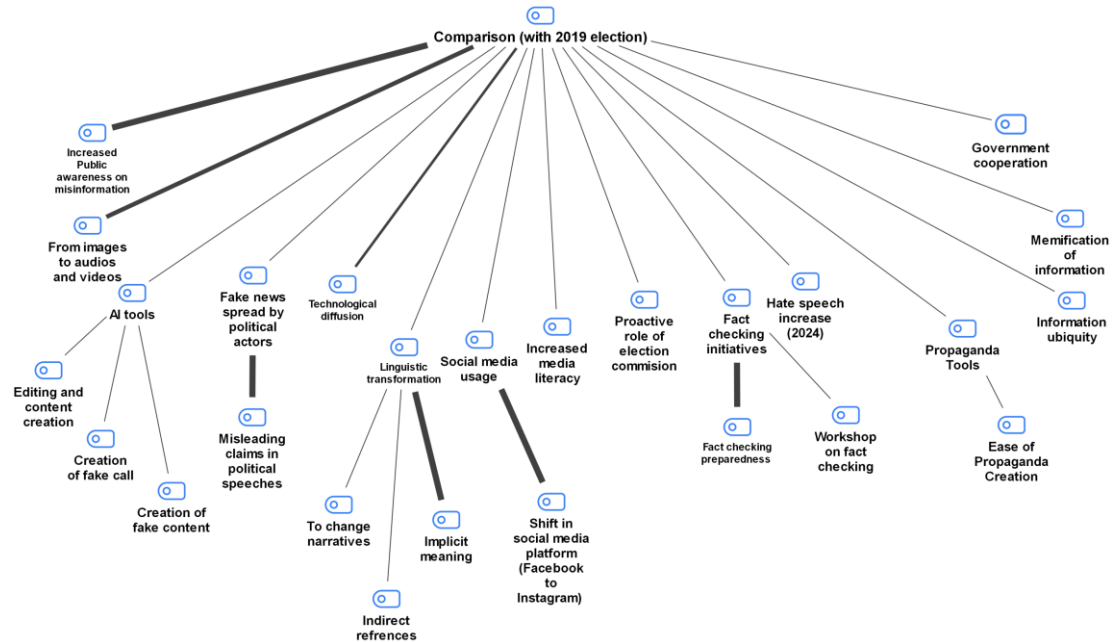 Comparison (with 2019 election)
Increased
Public
awareness on
misinformation
Government
cooperation
From images
to audios
and videos
Memification
of
information
AI tools
Fake news
spread by
political
actors
Technological
diffusion
Linguistic
transformation
Social media
usage
Increased
media
literacy
Proactive
role of
election
commision
Fact
checking
initiatives
Hate speech
increase
(2024)
Propaganda
Tools
Information
ubiquity
Editing and
content
creation
Creation
of fake call
Creation of
fake content
Misleading
claims in
political
speeches
To change
narratives
Indirect
refrences
Implicit
meaning
Shift in
social media
platform
(Facebook
to
Instagram)
Fact checking
preparedness
Workshop
on fact
checking
Ease of
Propaganda
Creation